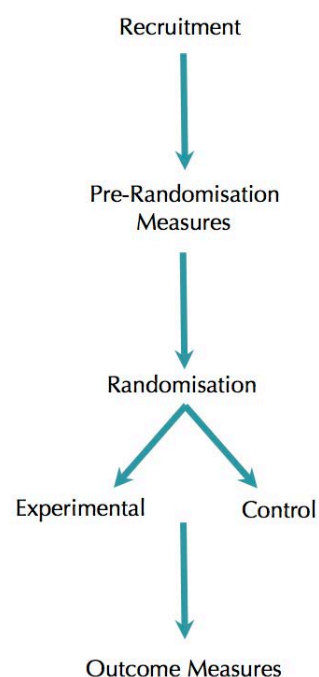 Recruitment
Pre-Randomisation
Measures
Randomisation
Experimental
Control
Outcome Measures